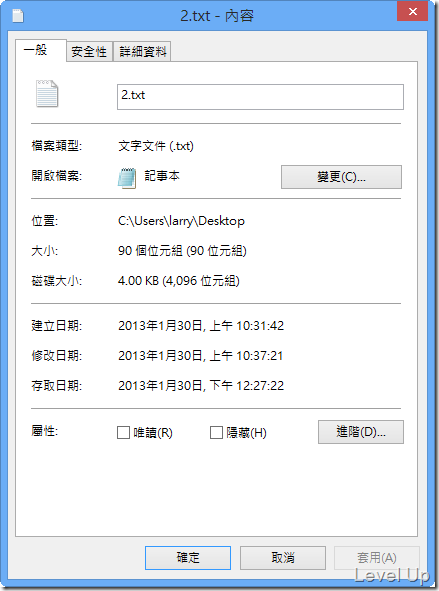 2.txt - 內容
一般 安全性 詳細資料
2.txt
檔案類型: 文字文件 (.txt)
開啟檔案: 記事本 變更(C)...
位置: C:\Users\larry\Desktop
大小: 90 個位元組 (90 位元組)
磁碟大小: 4.00 KB (4,096 位元組)
建立日期: 2013年1月30日, 上午 10:31:42
修改日期: 2013年1月30日, 上午 10:37:21
存取日期: 2013年1月30日, 下午 12:27:22
屬性: 唯讀(R) 隱藏(H) 進階(D)...
確定 取消 套用(A)
Level Up